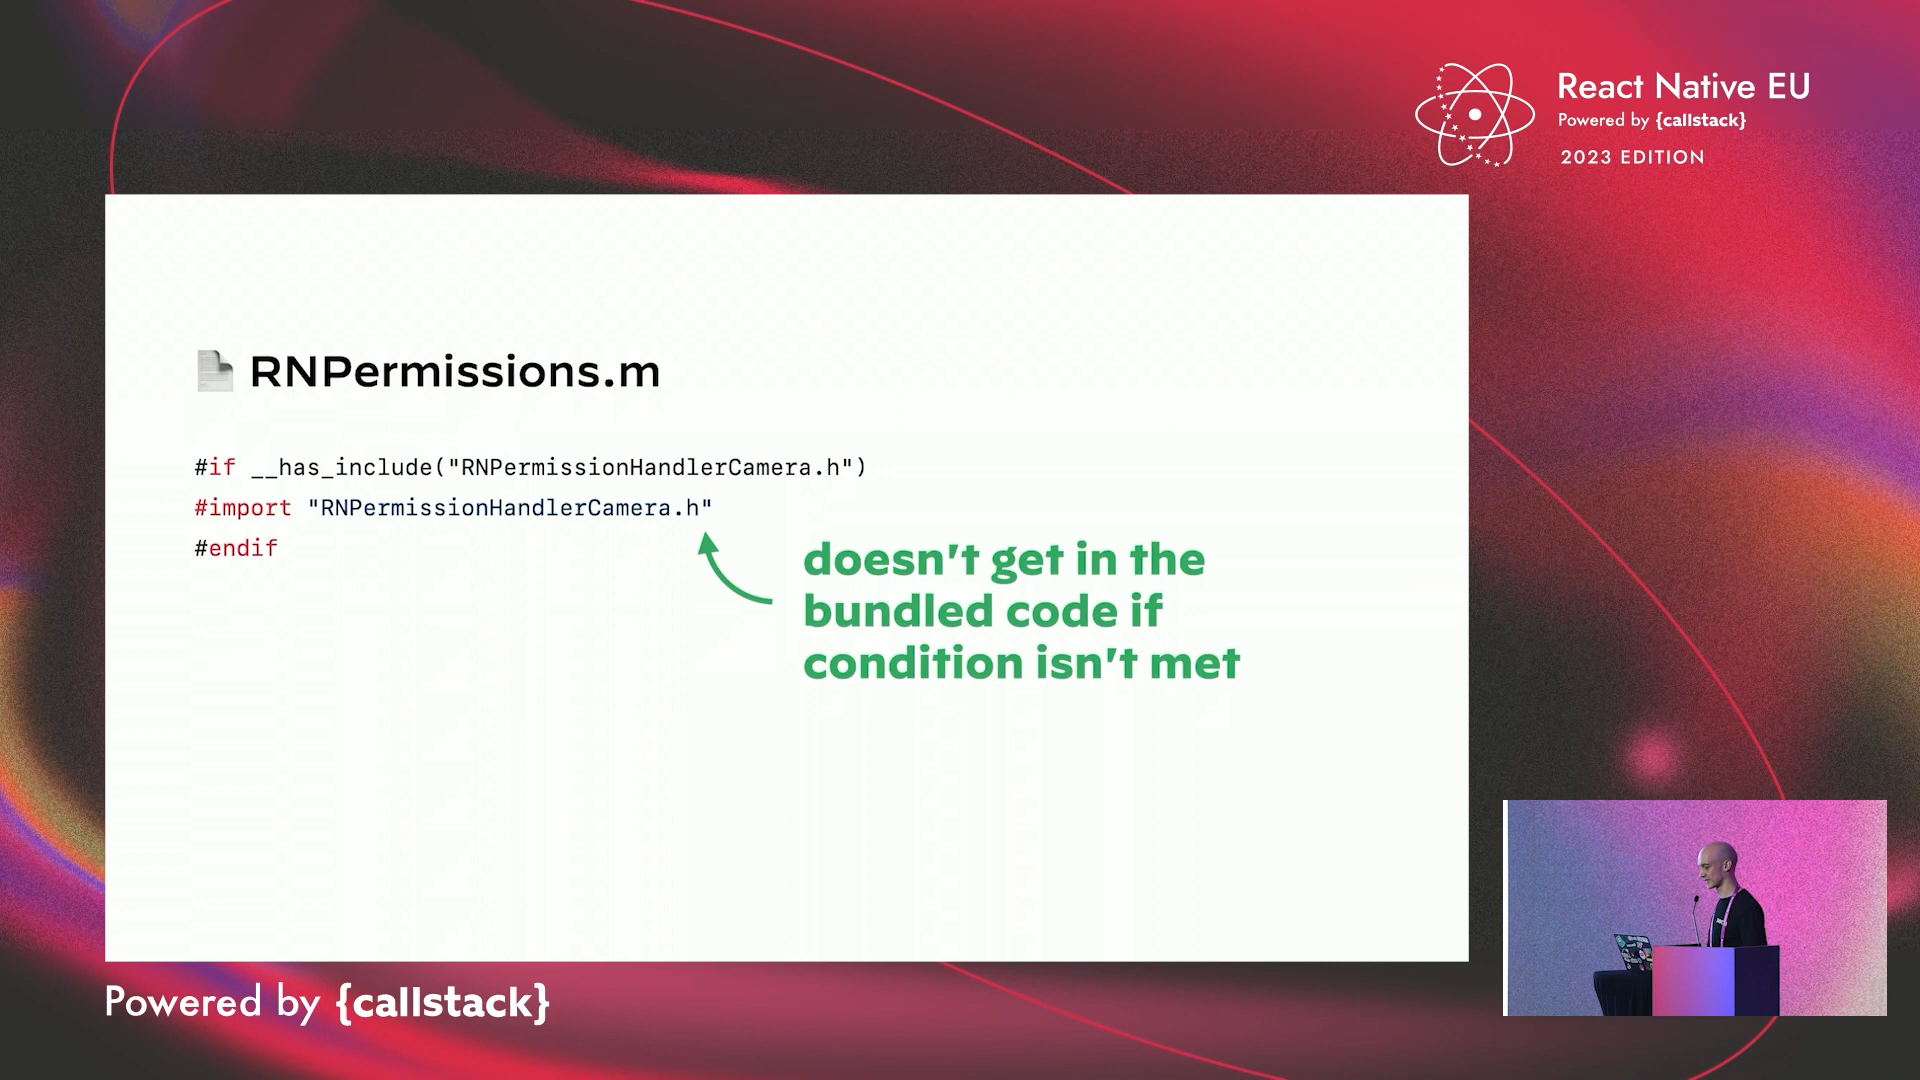 React Native EU
Powered by {callstack}
2023 EDITION
RNPermissions.m
#if __has_include("RNPermissionHandlerCamera.h")
#import "RNPermissionHandlerCamera.h"
#endif
doesn't get in the
bundled code if
condition isn't met
Powered by {callstack}